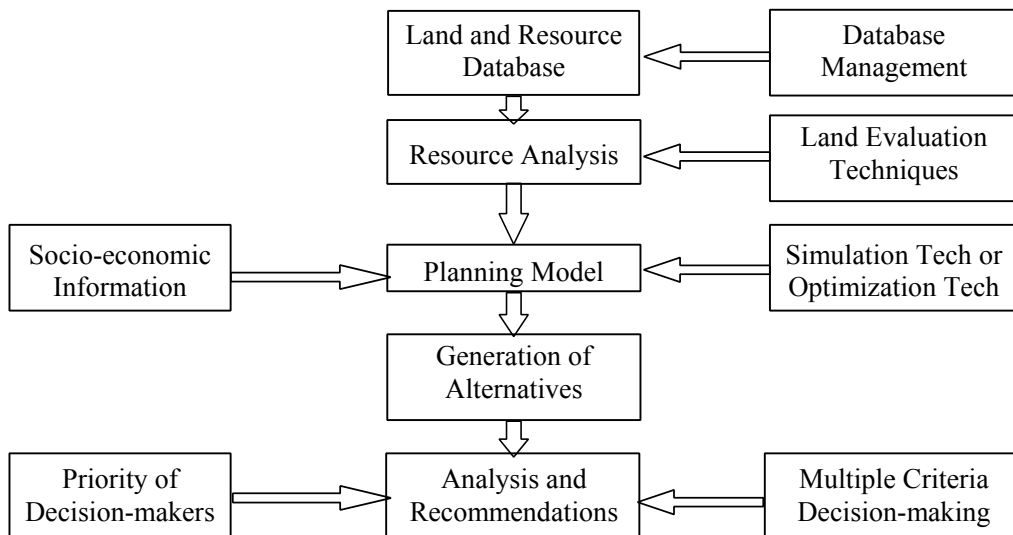 Land and Resource
Database
Database
Management
Resource Analysis
Land Evaluation
Techniques
Socio-economic
Information
Planning Model
Simulation Tech or
Optimization Tech
Generation of
Alternatives
Priority of
Decision-makers
Analysis and
Recommendations
Multiple Criteria
Decision-making